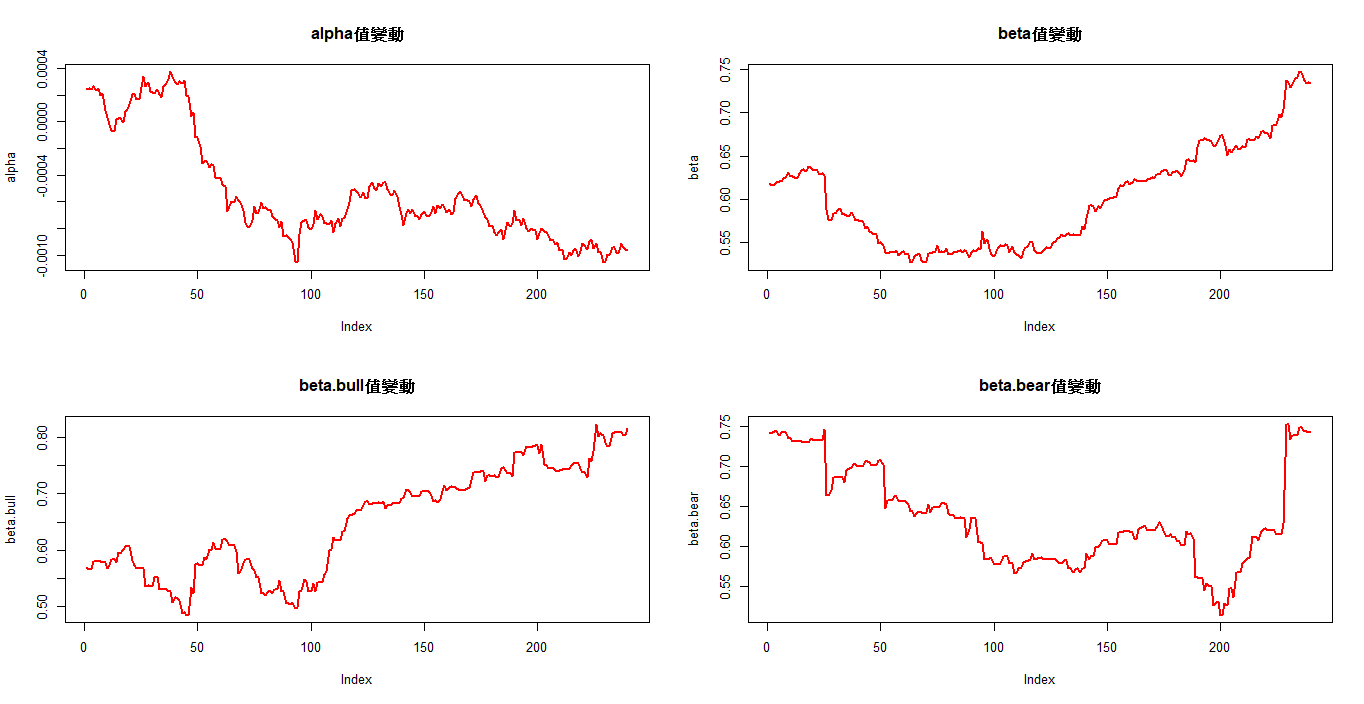 alpha值變動
alpha
0.0004
0.0000
-0.0004
-0.0010
0 50 100 150 200
Index
beta值變動
beta
0.75
0.70
0.65
0.60
0.55
0 50 100 150 200
Index
beta.bull值變動
beta.bull
0.80
0.70
0.60
0.50
0 50 100 150 200
Index
beta.bear值變動
beta.bear
0.75
0.70
0.65
0.60
0.55
0 50 100 150 200
Index